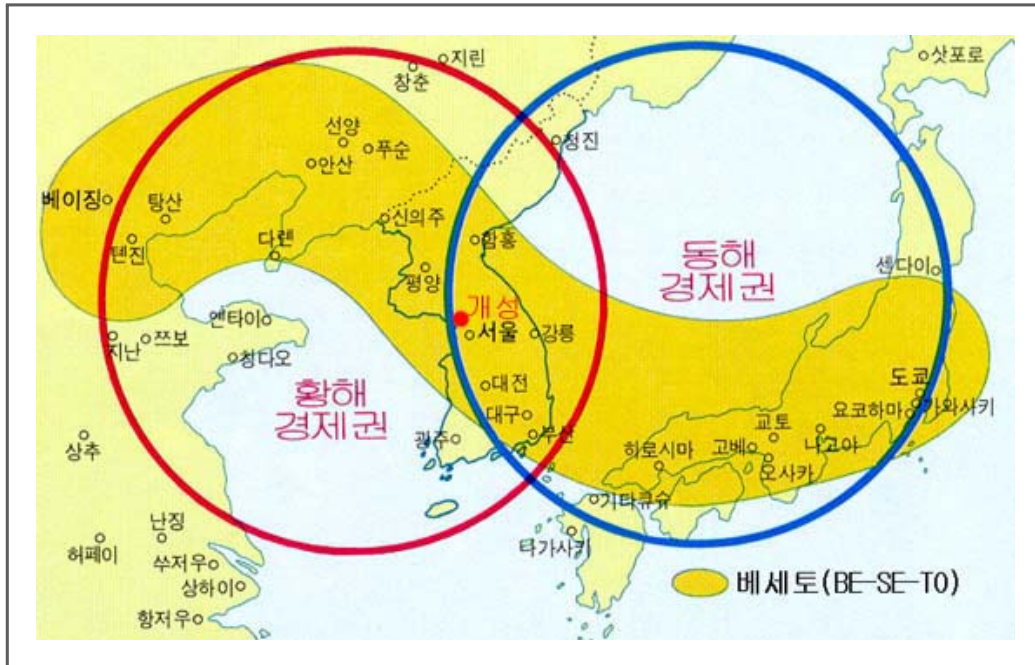 삿포로
지린
창춘
청진
선양
푸순
안산
베이징
탕산
신의주
텐진
다렌
함흥
동해
경제권
센다이
평양
개성
서울
강릉
앤타이
지난
쯔보
칭다오
대전
도쿄
황해
경제권
대구
요코하마
가와사키
교토
부산
광주
히로시마
고베
나고야
상추
오사카
기타큐슈
난징
허페이
타가사키
쑤저우
상하이
베세토(BE-SE-TO)
항저우